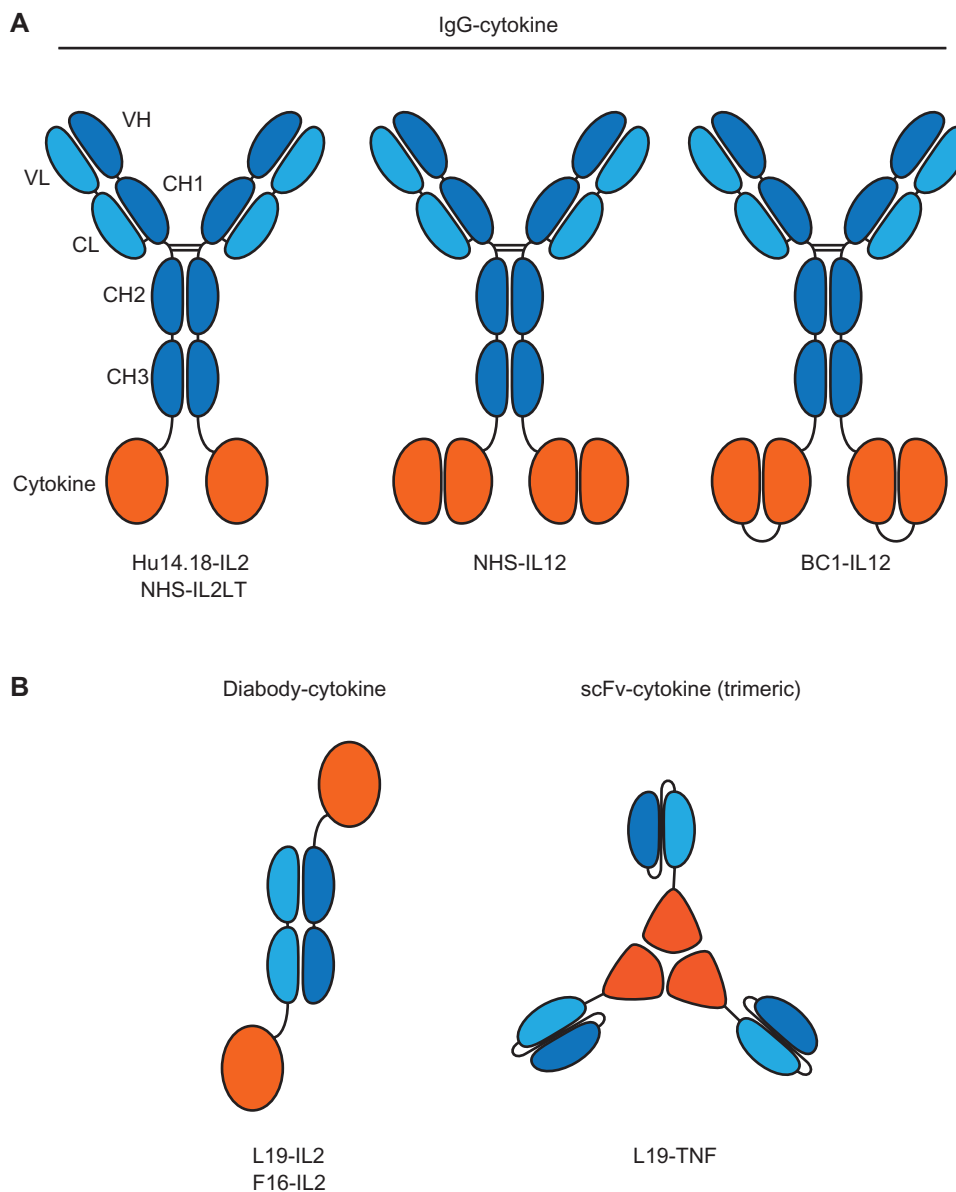 A
IgG-cytokine
VH
VL
CH1
CL
CH2
CH3
Cytokine
Hu14.18-IL2
NHS-IL2LT
NHS-IL12
BC1-IL12
B
Diabody-cytokine
scFv-cytokine (trimeric)
L19-IL2
F16-IL2
L19-TNF